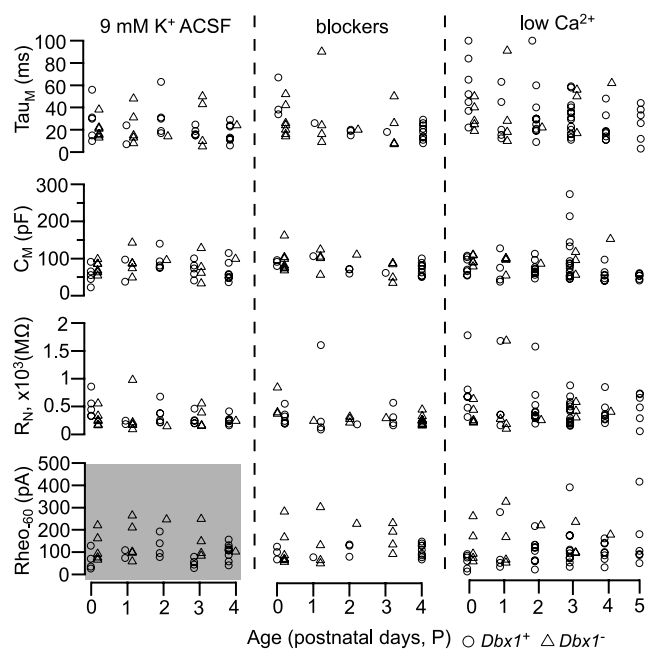 9 mM K⁺ ACSF
blockers
low Ca²⁺
Tau_M (ms)
100
80
60
40
20
0
C_M (pF)
300
200
100
0
R_N, x10³(MΩ)
2
1.5
1
0.5
0
Rheo₋₆₀ (pA)
500
400
300
200
100
0
0 1 2 3 4
0 1 2 3 4
0 1 2 3 4 5
Age (postnatal days, P)
Dbx1⁺
Dbx1⁻